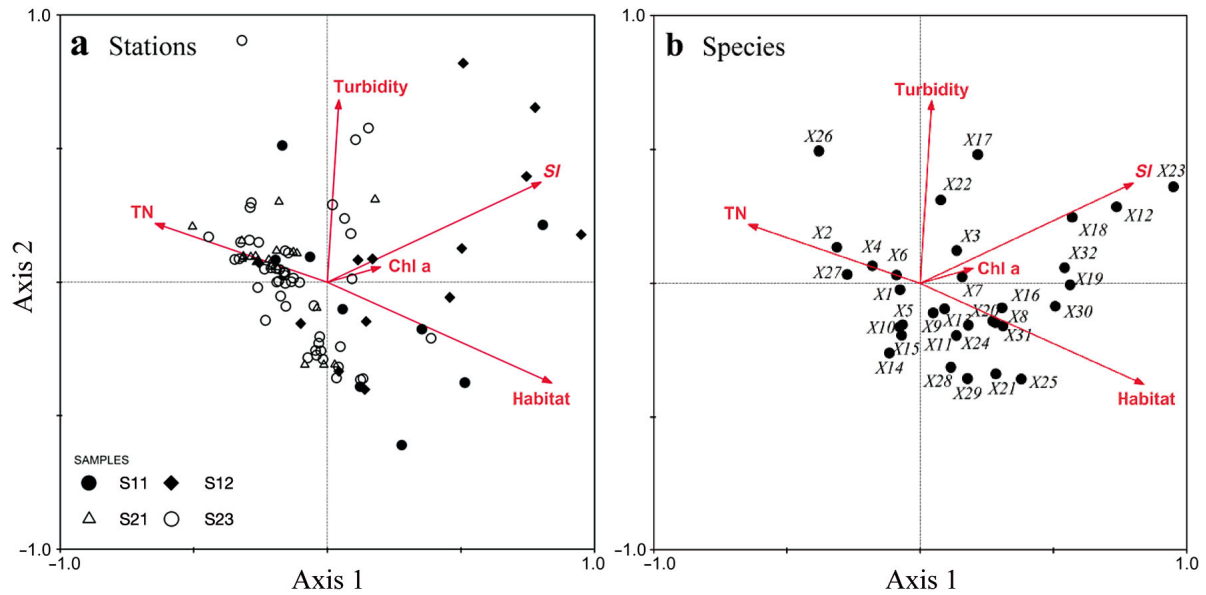 a Stations
1.0
Turbidity
SI
TN
Chl a
Habitat
Axis 2
SAMPLES
S11
S12
S21
S23
-1.0
-1.0
1.0
Axis 1
b Species
1.0
Turbidity
X26
X17
X23
SI
X22
X12
X18
TN
X2
X4
X6
X3
X32
Chl a
X19
X27
X7
X1
X16
X30
X5
X20
X8
X10
X9
X13
X31
X15
X11
X24
X14
X28
X29
X21
X25
Habitat
-1.0
-1.0
1.0
Axis 1